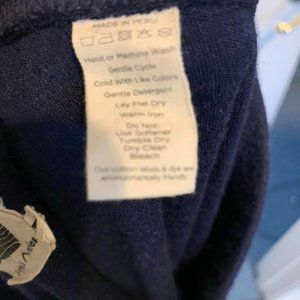 MADE IN PERU
Hand or Machine Wash
Gentle Cycle
Cold With Like Colors
Gentle Detergent
Lay Flat Dry
Warm Iron
Do Not:
Use Softener
Tumble Dry
Dry Clean
Bleach
Our cotton labels & dye are
environmentally friendly